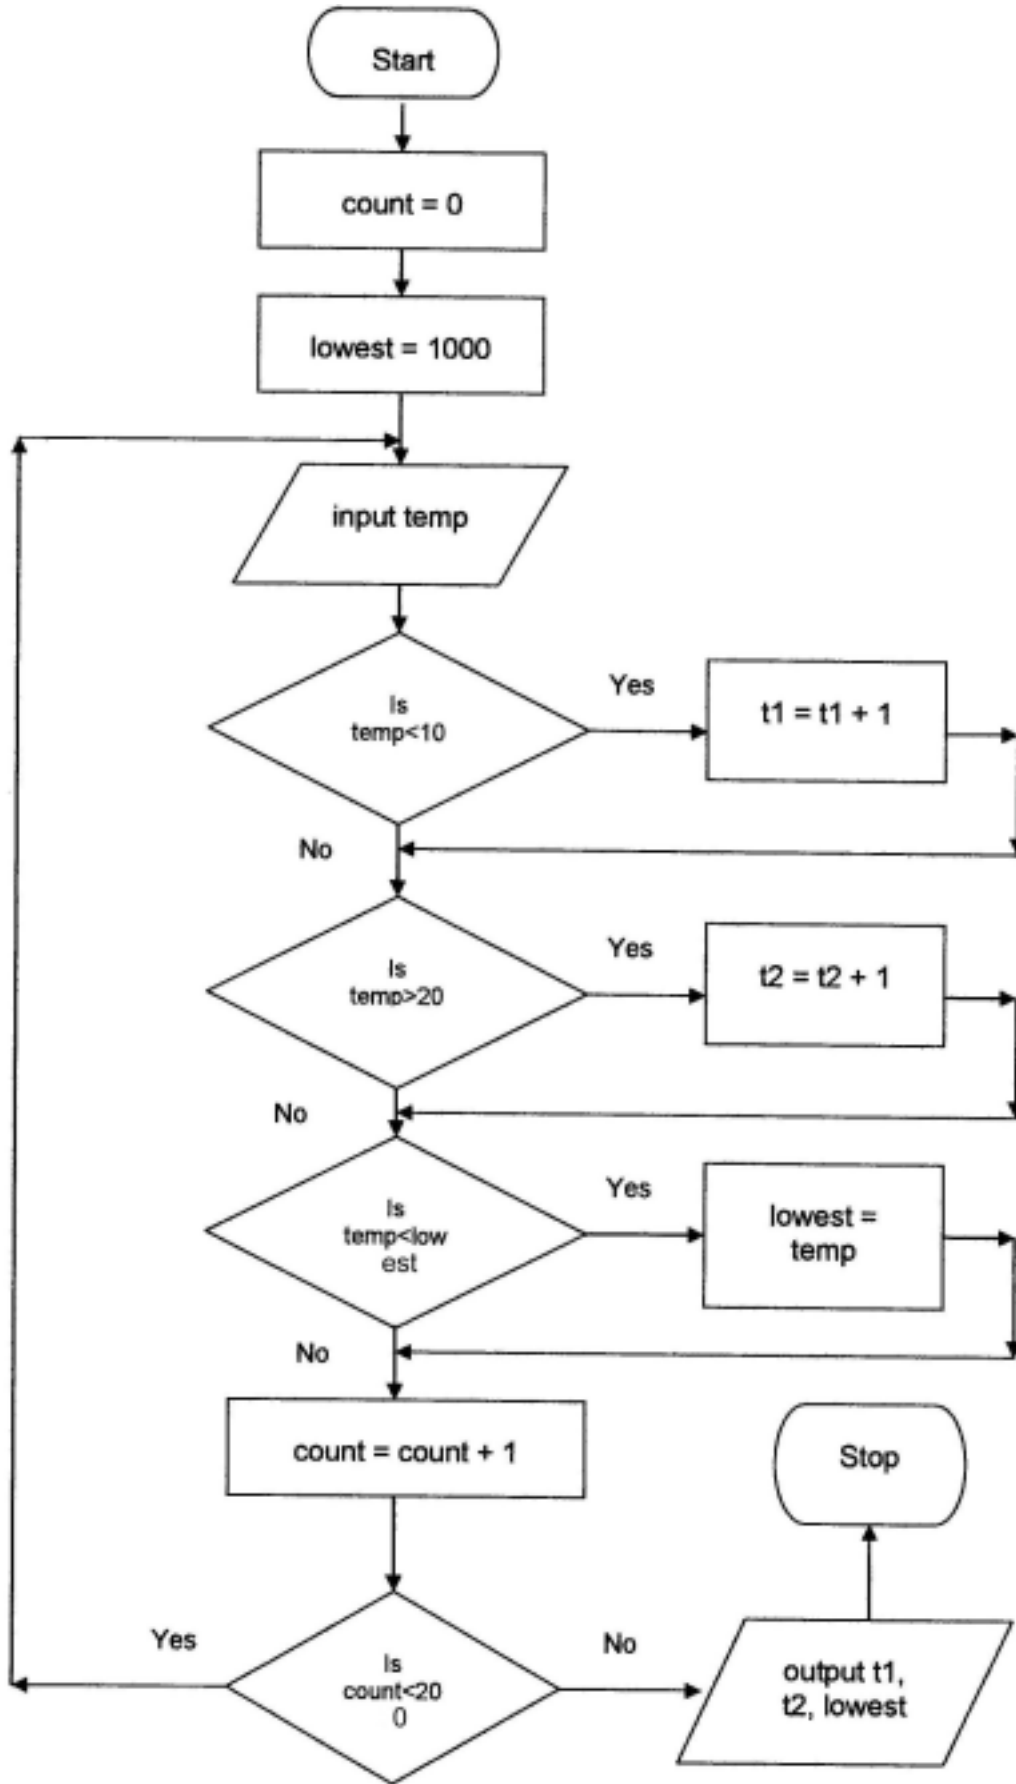 Start
count = 0
lowest = 1000
input temp
Is
temp<10
Yes
t1 = t1 + 1
No
Is
temp>20
Yes
t2 = t2 + 1
No
Is
temp<low
est
Yes
lowest =
temp
No
count = count + 1
Stop
Is
count<20
0
Yes
No
output t1,
t2, lowest